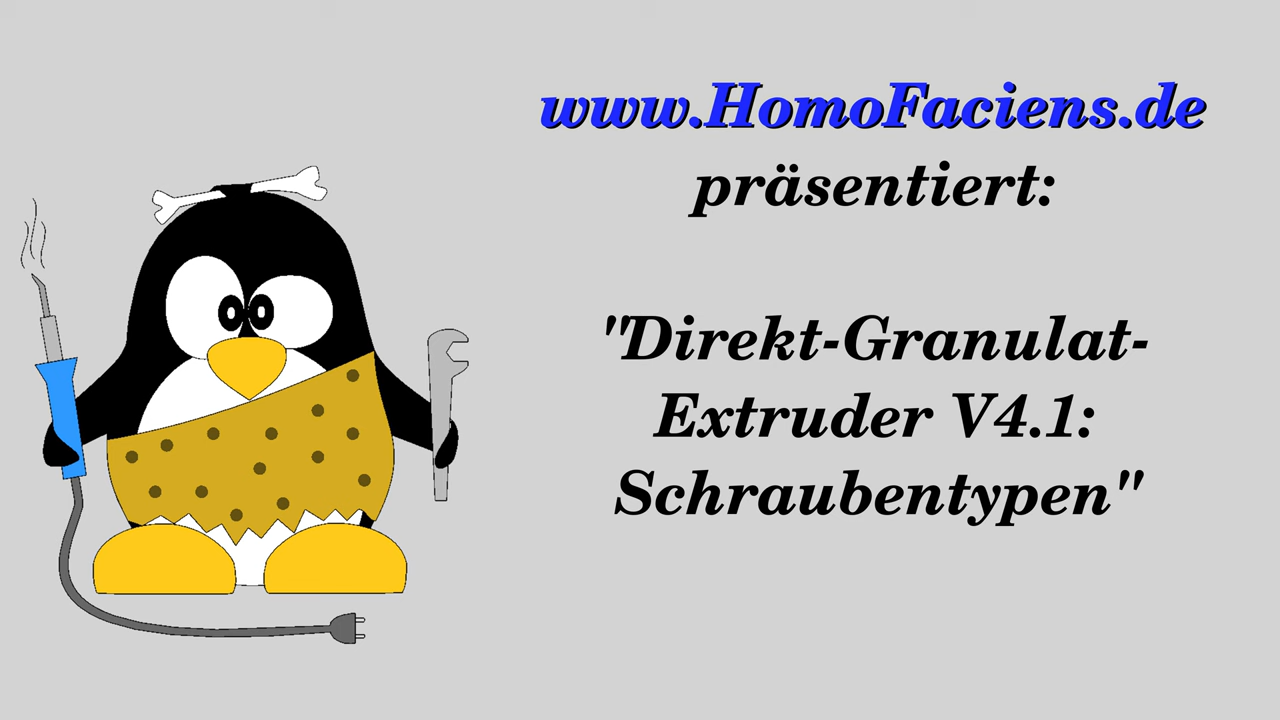 www.HomoFaciens.de
präsentiert:
"Direkt-Granulat-
Extruder V4.1:
Schraubentypen"